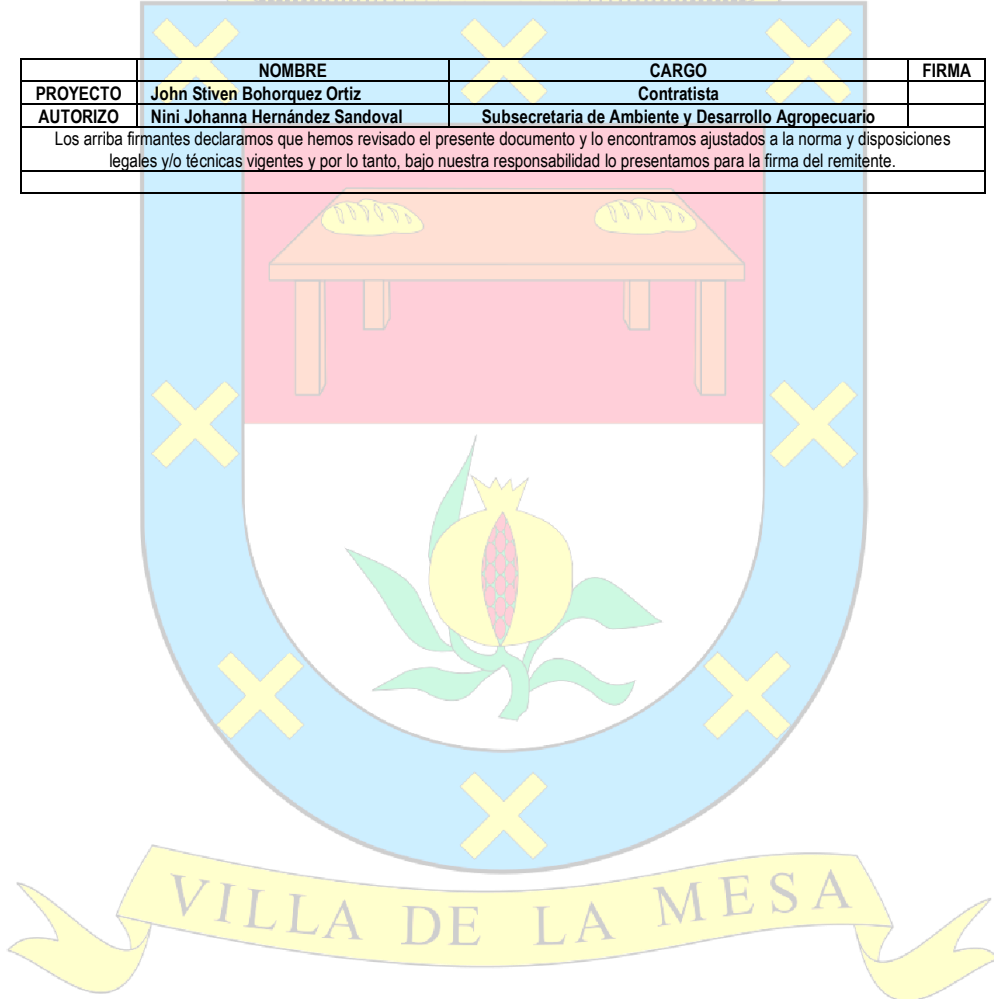 NOMBRE CARGO FIRMA
PROYECTO John Stiven Bohorquez Ortiz Contratista
AUTORIZO Nini Johanna Hernández Sandoval Subsecretaria de Ambiente y Desarrollo Agropecuario
Los arriba firmantes declaramos que hemos revisado el presente documento y lo encontramos ajustados a la norma y disposiciones
legales y/o técnicas vigentes y por lo tanto, bajo nuestra responsabilidad lo presentamos para la firma del remitente.
VILLA DE LA MESA